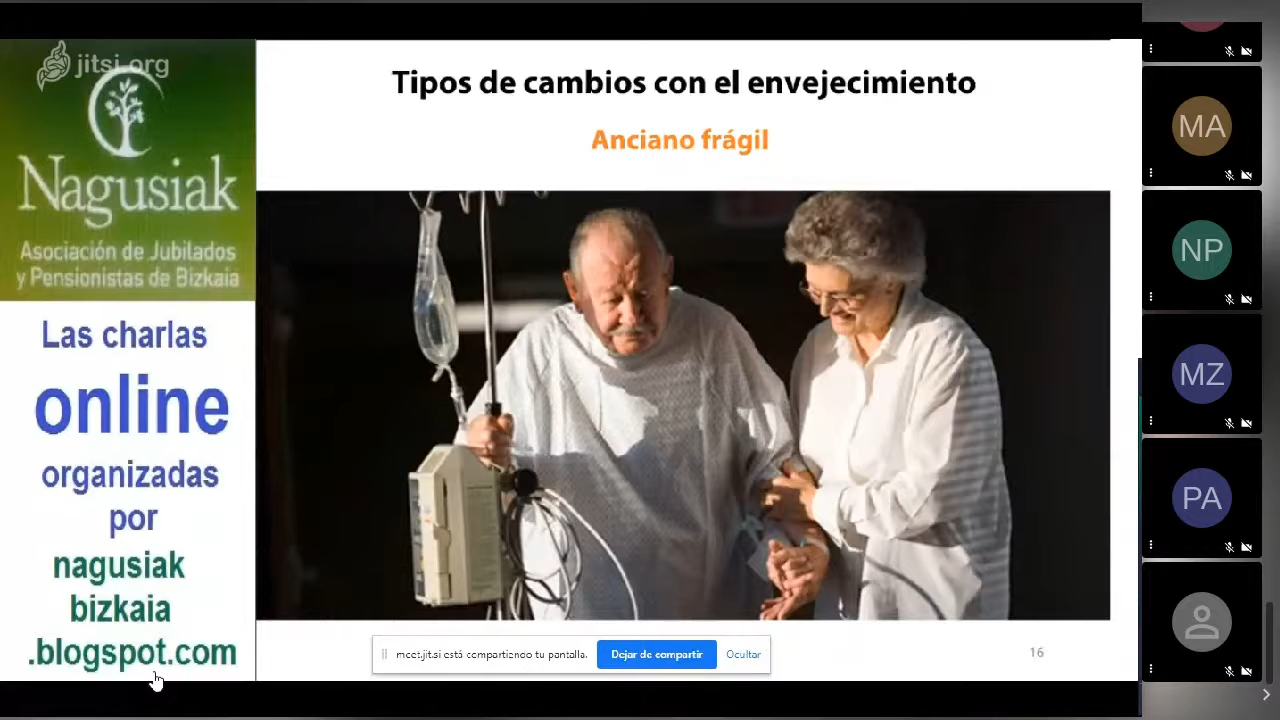 jitsi.org
Nagusiak
Asociación de Jubilados
y Pensionistas de Bizkaia
Las charlas
online
organizadas
por
nagusiak
bizkaia
.blogspot.com
Tipos de cambios con el envejecimiento
Anciano frágil
meet.jit.si está compartiendo tu pantalla.
Dejar de compartir
Ocultar
16
MA
NP
MZ
PA